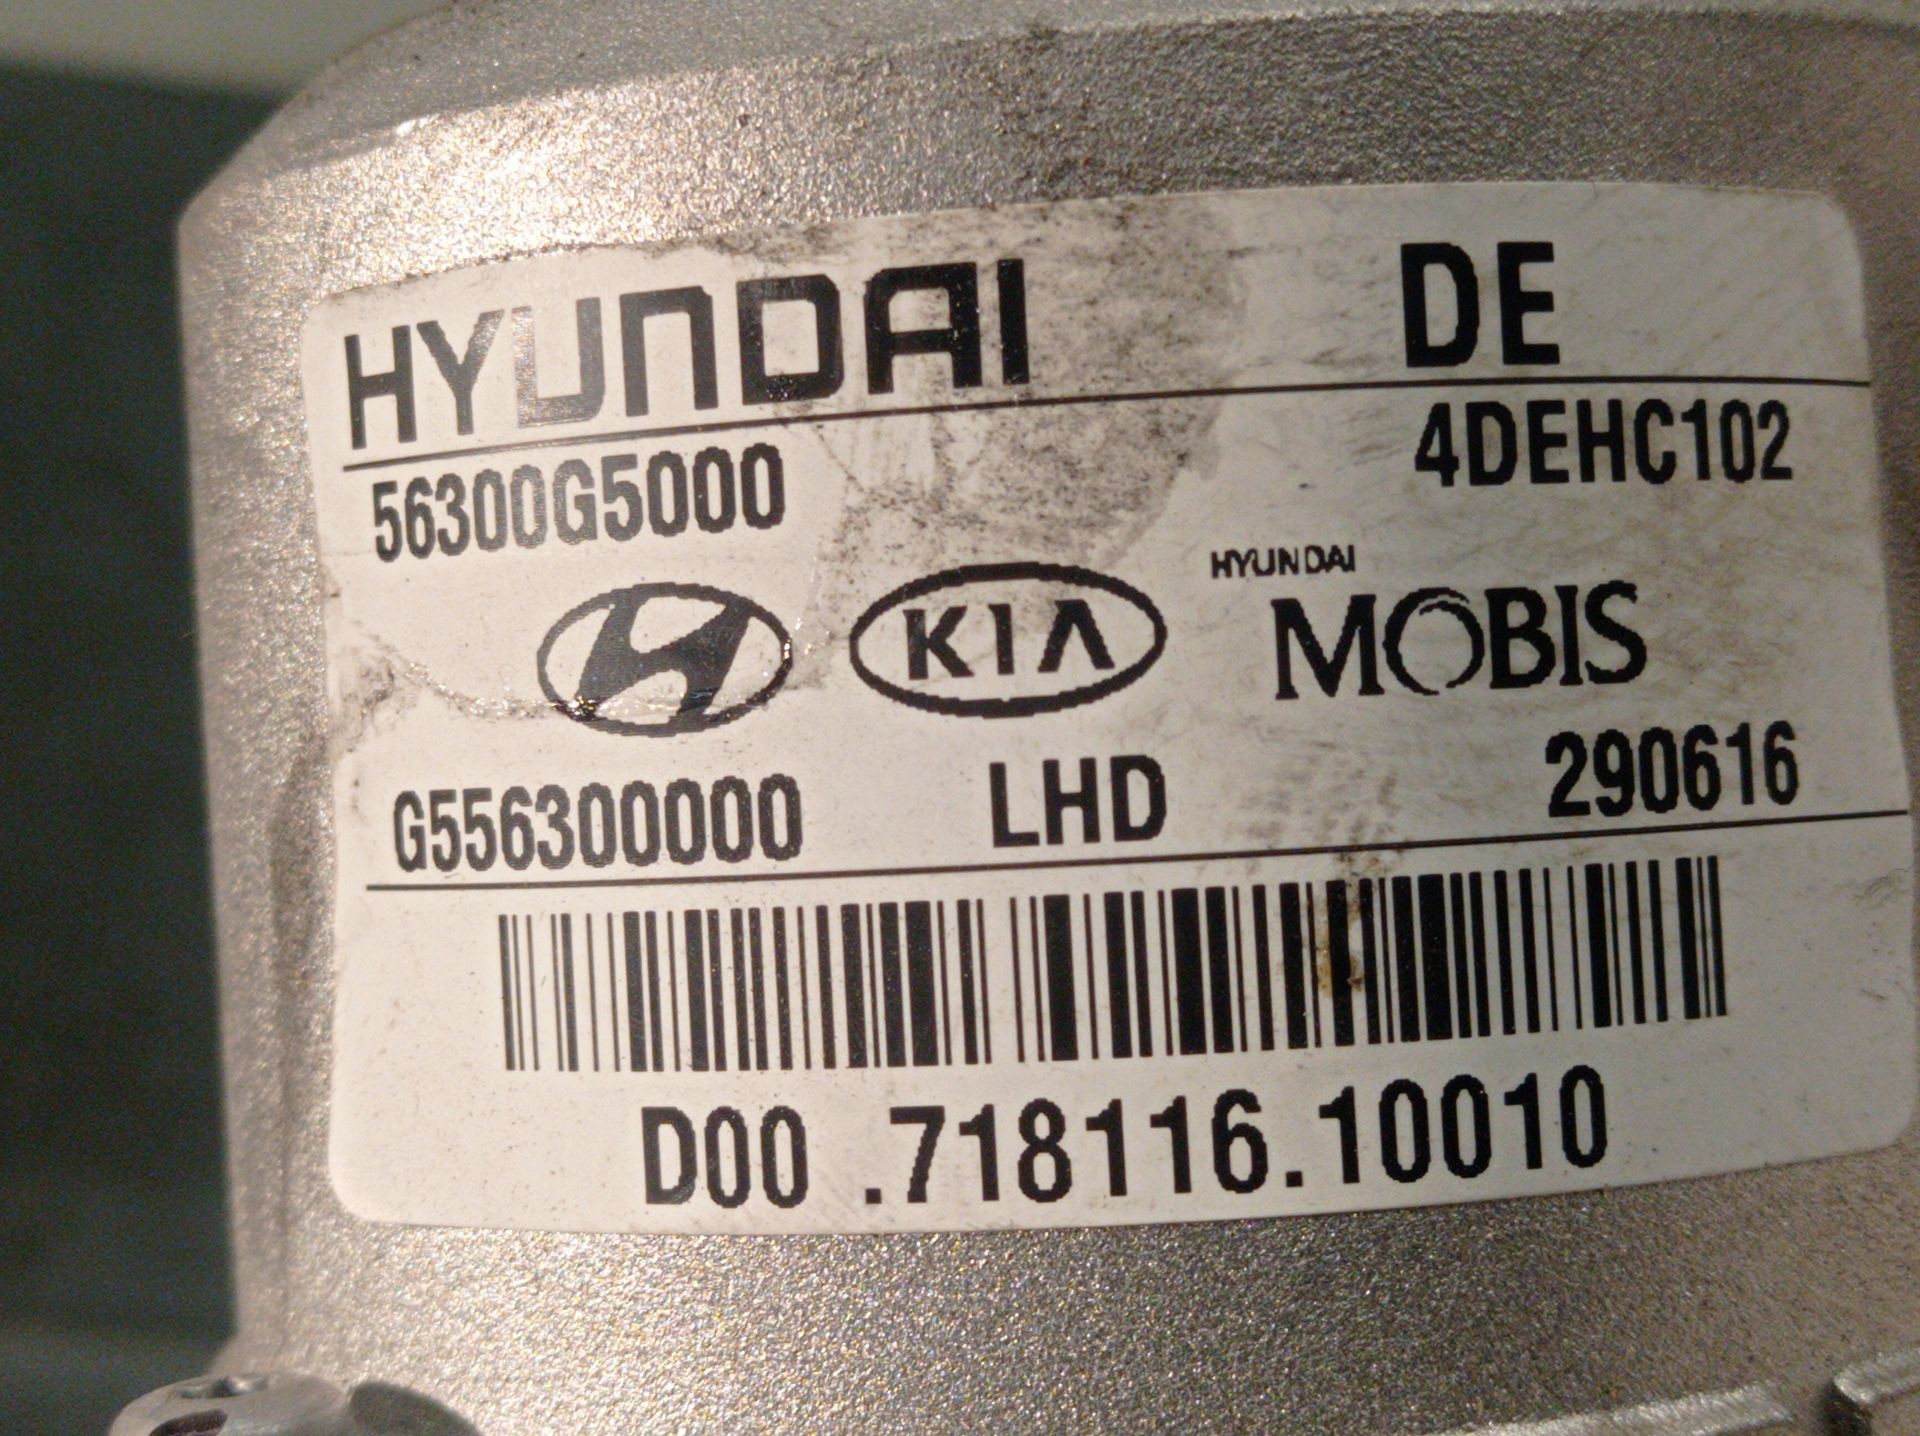 HYUNDAI DE
56300G5000 4DEHC102
HYUNDAI
KIA MOBIS
G556300000 LHD 290616
D00 .718116.10010